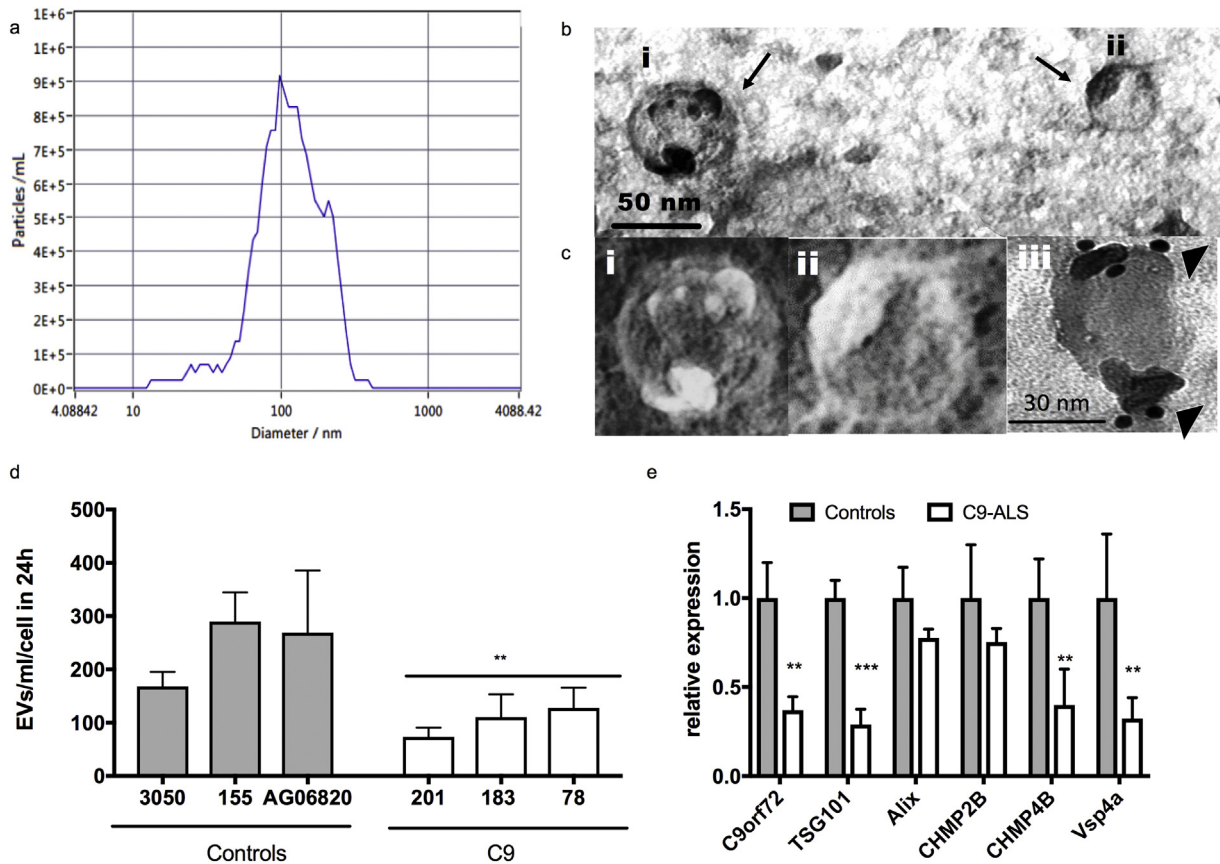 a
1E+6
1E+6
9E+5
8E+5
7E+5
6E+5
5E+5
4E+5
3E+5
2E+5
1E+5
0E+0
Particles /mL
4.08842 10 100 1000 4088.42
Diameter / nm
b
i
ii
50 nm
c
i
ii
iii
30 nm
d
500
400
300
200
100
0
EVs/ml/cell in 24h
**
3050 155 AG06820 201 183 78
Controls C9
e
Controls C9-ALS
1.5
1.0
0.5
0.0
relative expression
** *** ** **
C9orf72 TSG101 Alix CHMP2B CHMP4B Vsp4a